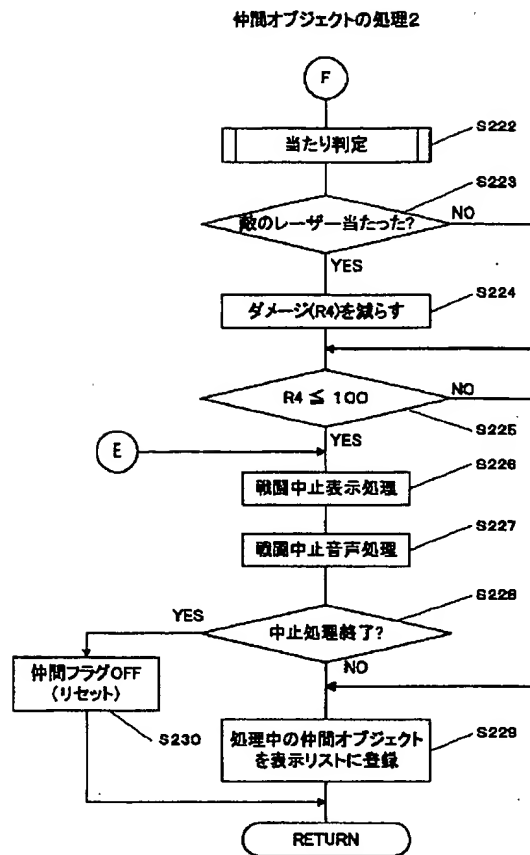 仲間オブジェクトの処理2
F
当たり判定
S222
敵のレーザー当たった?
S223
NO
YES
ダメージ(R4)を減らす
S224
R4 ≦ 100
NO
S225
YES
E
戦闘中止表示処理
S226
戦闘中止音声処理
S227
中止処理終了?
S228
YES
NO
仲間フラグOFF
(リセット)
S230
処理中の仲間オブジェクト
を表示リストに登録
S229
RETURN